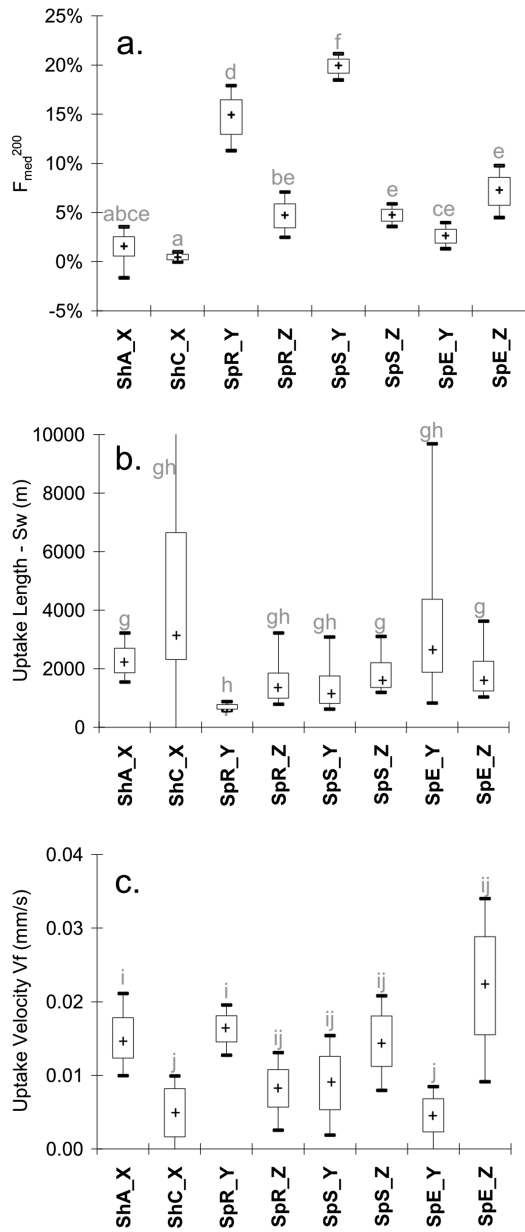 a.
F_med^200
25%
20%
15%
10%
5%
0%
-5%
abce a d be f e ce e
ShA_X ShC_X SpR_Y SpR_Z SpS_Y SpS_Z SpE_Y SpE_Z
b.
Uptake Length - Sw (m)
10000
8000
6000
4000
2000
0
g gh h gh gh g gh g
ShA_X ShC_X SpR_Y SpR_Z SpS_Y SpS_Z SpE_Y SpE_Z
c.
Uptake Velocity Vf (mm/s)
0.04
0.03
0.02
0.01
0.00
i j i ij ij ij j ij
ShA_X ShC_X SpR_Y SpR_Z SpS_Y SpS_Z SpE_Y SpE_Z